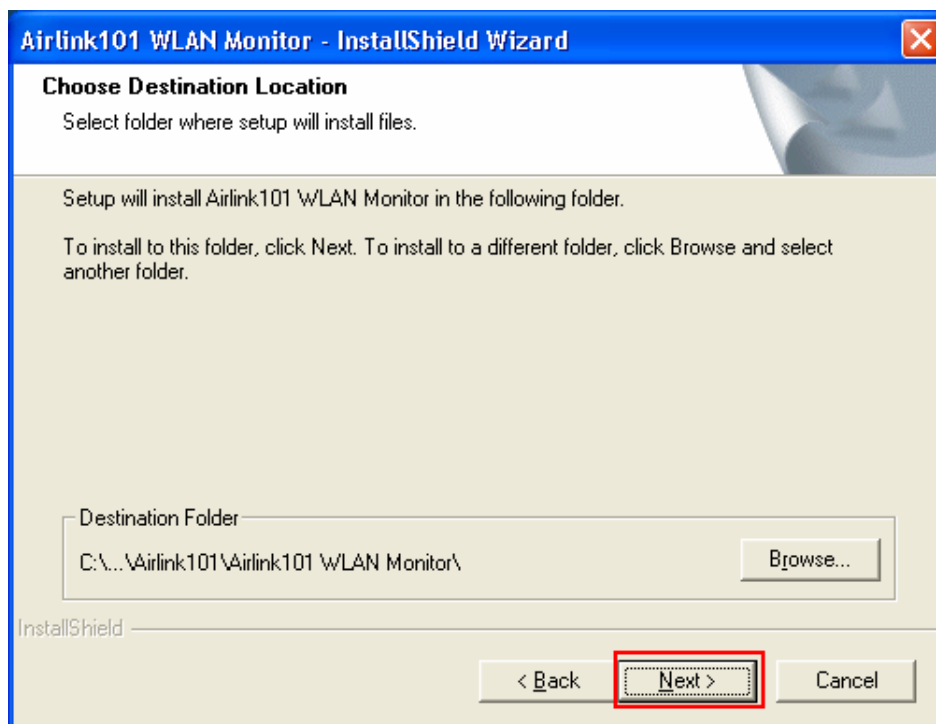 Airlink101 WLAN Monitor - InstallShield Wizard
Choose Destination Location
Select folder where setup will install files.
Setup will install Airlink101 WLAN Monitor in the following folder.
To install to this folder, click Next. To install to a different folder, click Browse and select
another folder.
Destination Folder
C:\...\Airlink101\Airlink101 WLAN Monitor\
Browse...
InstallShield
< Back
Next >
Cancel